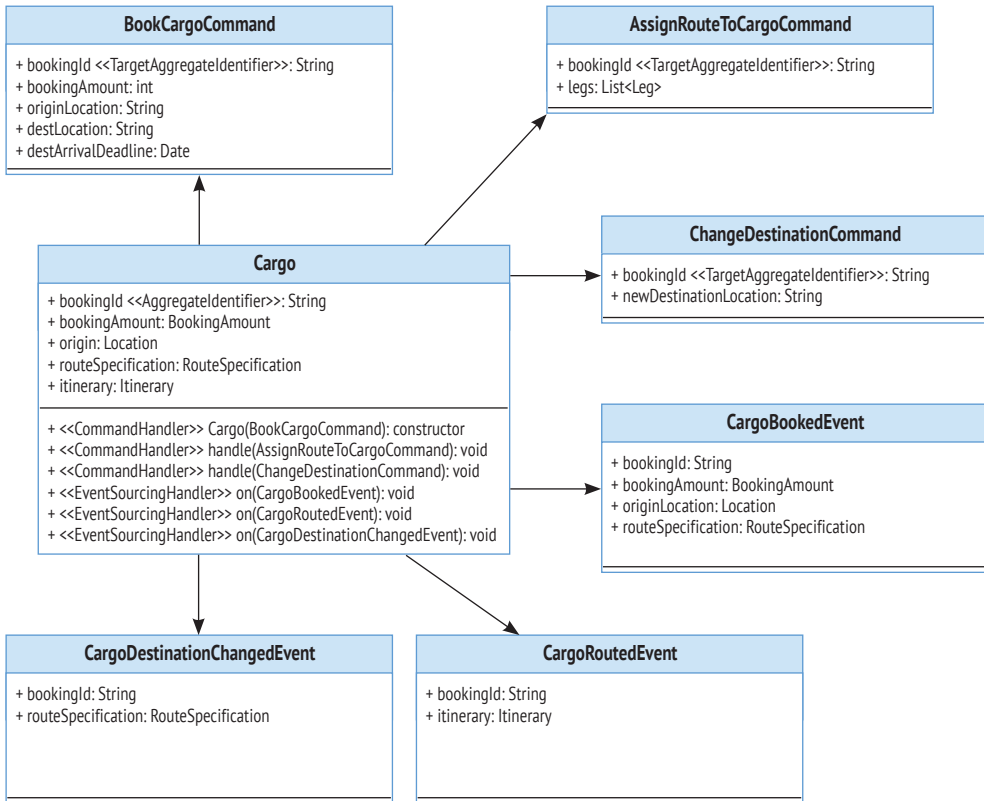 BookCargoCommand
+ bookingId <<TargetAggregateIdentifier>>: String
+ bookingAmount: int
+ originLocation: String
+ destLocation: String
+ destArrivalDeadline: Date
AssignRouteToCargoCommand
+ bookingId <<TargetAggregateIdentifier>>: String
+ legs: List<Leg>
ChangeDestinationCommand
+ bookingId <<TargetAggregateIdentifier>>: String
+ newDestinationLocation: String
Cargo
+ bookingId <<AggregateIdentifier>>: String
+ bookingAmount: BookingAmount
+ origin: Location
+ routeSpecification: RouteSpecification
+ itinerary: Itinerary
+ <<CommandHandler>> Cargo(BookCargoCommand): constructor
+ <<CommandHandler>> handle(AssignRouteToCargoCommand): void
+ <<CommandHandler>> handle(ChangeDestinationCommand): void
+ <<EventSourcingHandler>> on(CargoBookedEvent): void
+ <<EventSourcingHandler>> on(CargoRoutedEvent): void
+ <<EventSourcingHandler>> on(CargoDestinationChangedEvent): void
CargoBookedEvent
+ bookingId: String
+ bookingAmount: BookingAmount
+ originLocation: Location
+ routeSpecification: RouteSpecification
CargoDestinationChangedEvent
+ bookingId: String
+ routeSpecification: RouteSpecification
CargoRoutedEvent
+ bookingId: String
+ itinerary: Itinerary